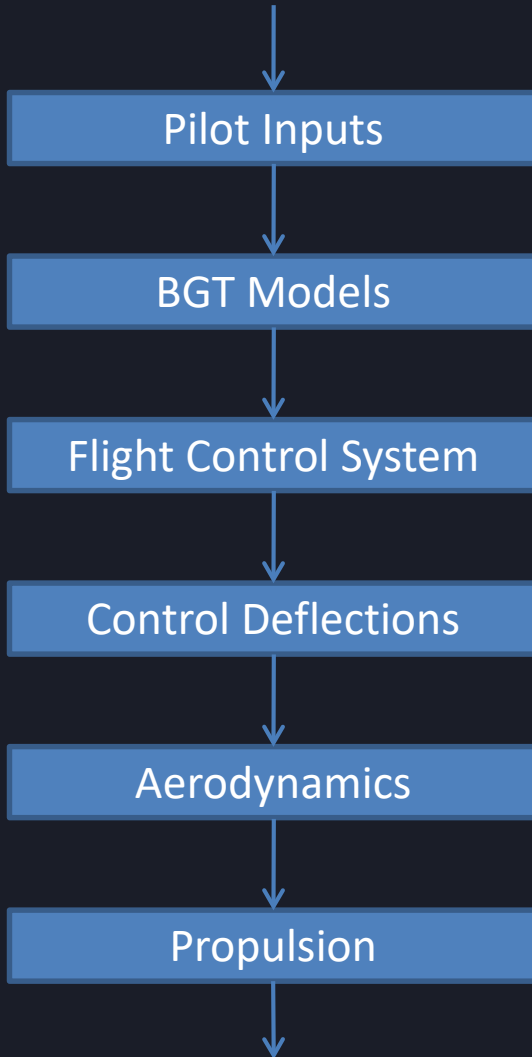 Pilot Inputs
BGT Models
Flight Control System
Control Deflections
Aerodynamics
Propulsion